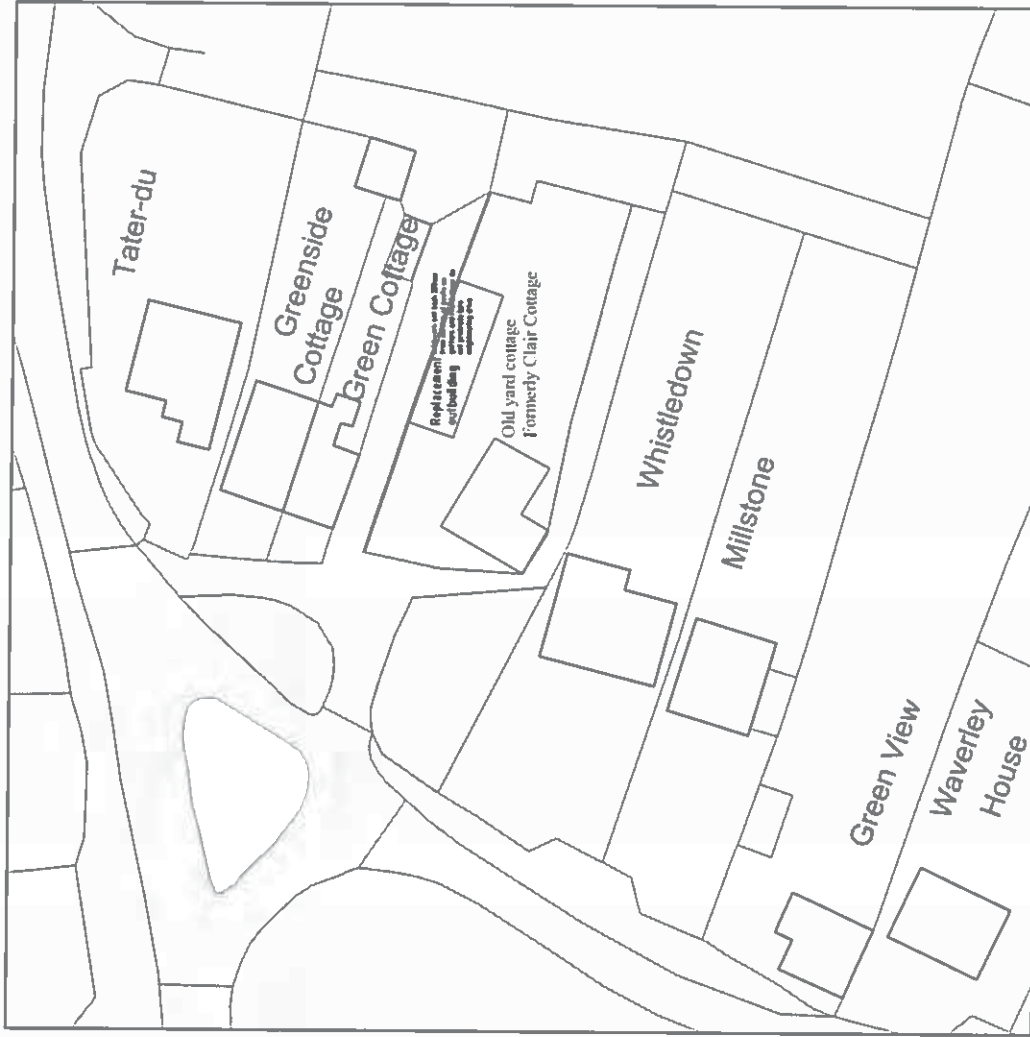 Tater-du
Greenside
Cottage
Green Cottage
Replacement
outbuilding
Old yard cottage
Formerly Clair Cottage
Whistledown
Millstone
Green View
Waverley
House